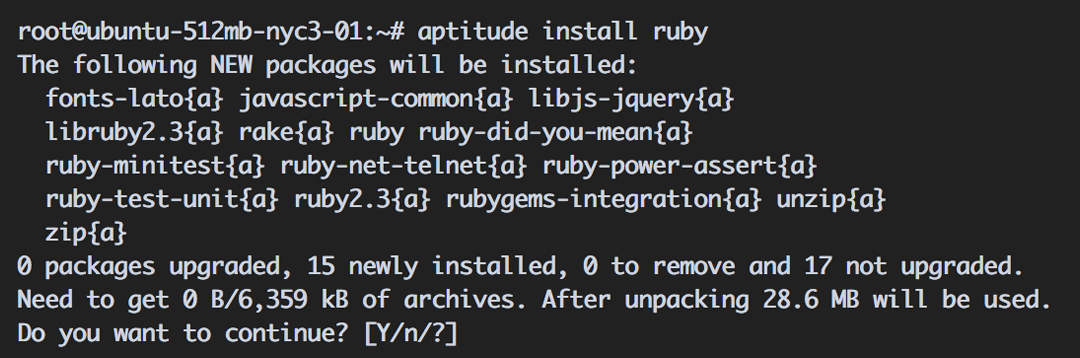 root@ubuntu-512mb-nyc3-01:~# aptitude install ruby
The following NEW packages will be installed:
  fonts-lato{a} javascript-common{a} libjs-jquery{a}
  libruby2.3{a} rake{a} ruby ruby-did-you-mean{a}
  ruby-minitest{a} ruby-net-telnet{a} ruby-power-assert{a}
  ruby-test-unit{a} ruby2.3{a} rubygems-integration{a} unzip{a}
  zip{a}
0 packages upgraded, 15 newly installed, 0 to remove and 17 not upgraded.
Need to get 0 B/6,359 kB of archives. After unpacking 28.6 MB will be used.
Do you want to continue? [Y/n/?]